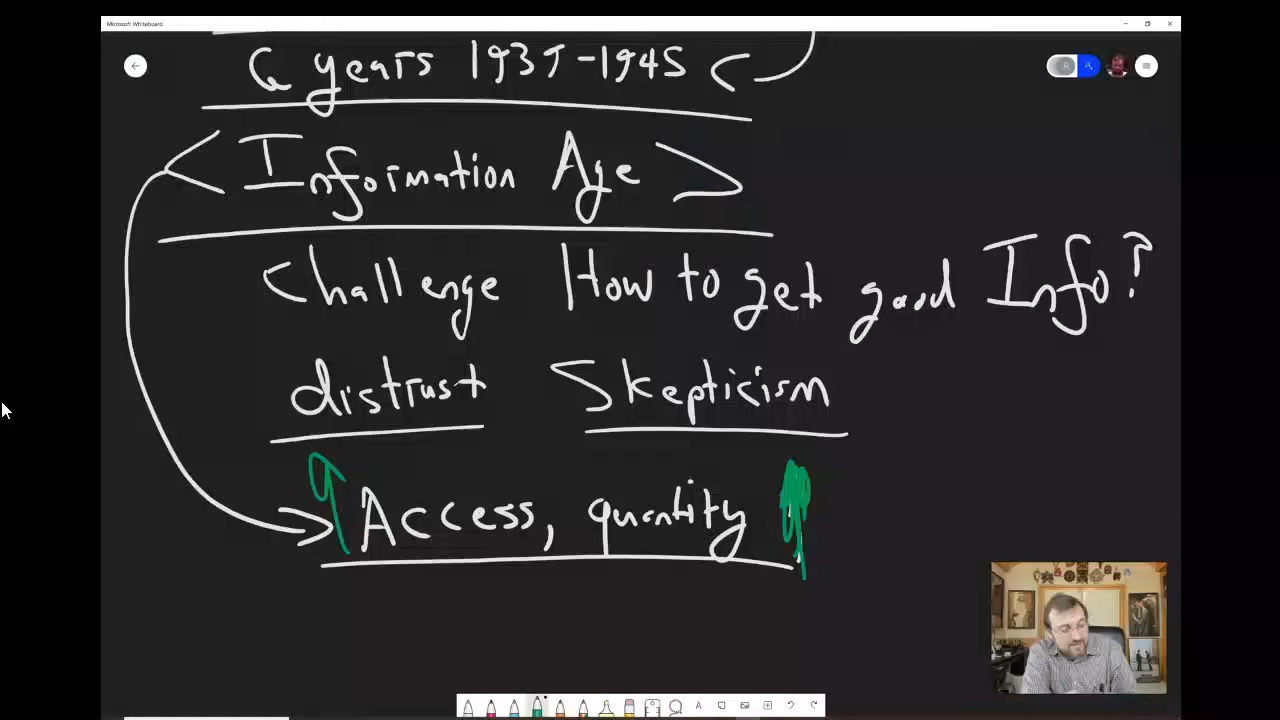 Microsoft Whiteboard
6 years 1939-1945
Information Age
Challenge How to get good Info?
distrust Skepticism
Access, quantity